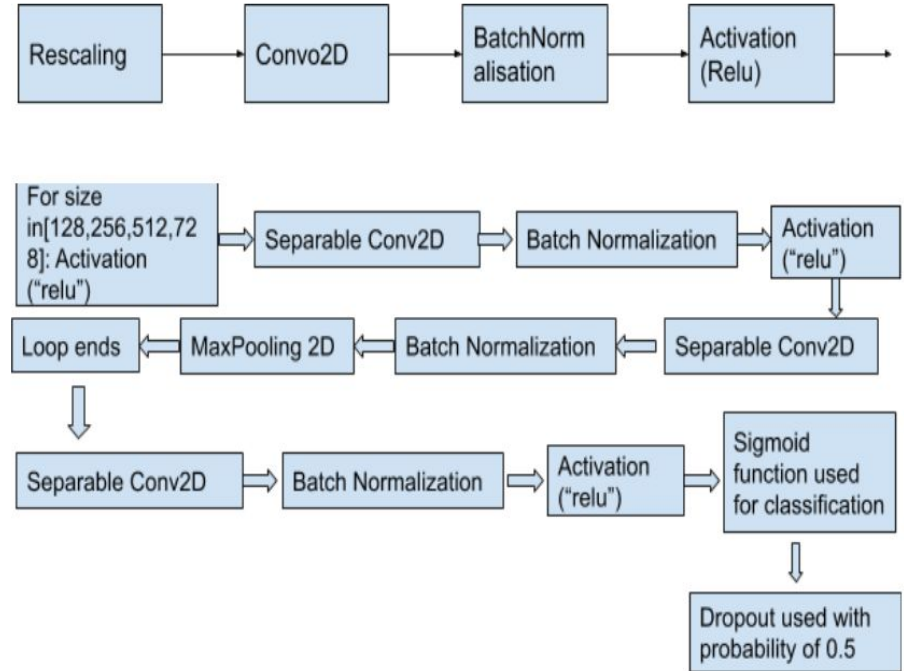 Rescaling
Convo2D
BatchNorm
alisation
Activation
(Relu)
For size
in[128,256,512,72
8]: Activation
(“relu”)
Separable Conv2D
Batch Normalization
Activation
(“relu”)
Separable Conv2D
Batch Normalization
MaxPooling 2D
Loop ends
Separable Conv2D
Batch Normalization
Activation
(“relu”)
Sigmoid
function used
for classification
Dropout used with
probability of 0.5